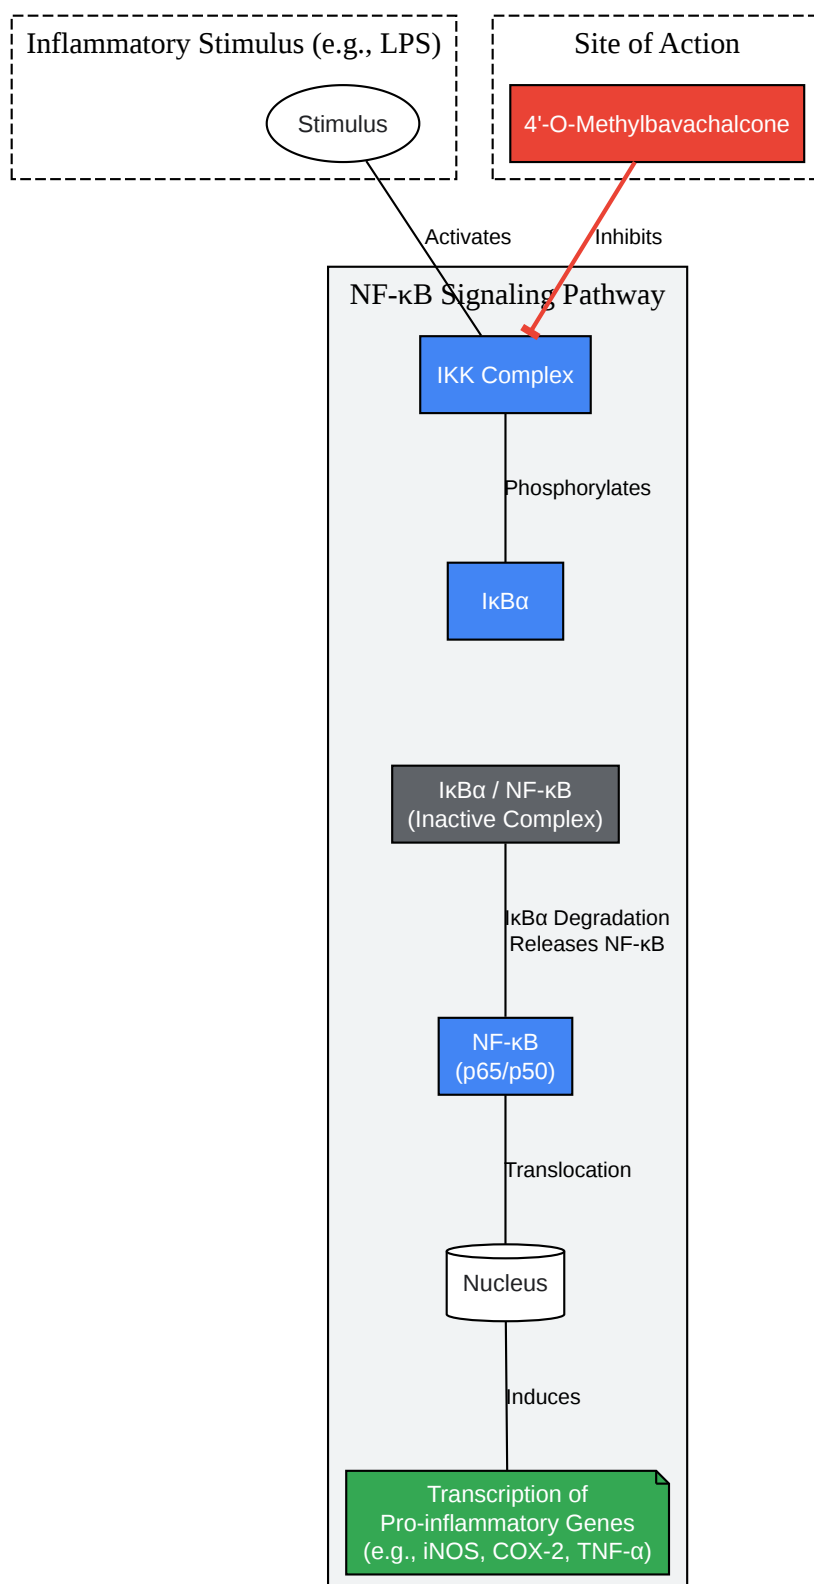 Inflammatory Stimulus (e.g., LPS)
Site of Action
Stimulus
4'-O-Methylbavachalcone
Activates
Inhibits
NF-κB Signaling Pathway
IKK Complex
Phosphorylates
IκBα
IκBα / NF-κB
(Inactive Complex)
IκBα Degradation
Releases NF-κB
NF-κB
(p65/p50)
Translocation
Nucleus
Induces
Transcription of
Pro-inflammatory Genes
(e.g., iNOS, COX-2, TNF-α)